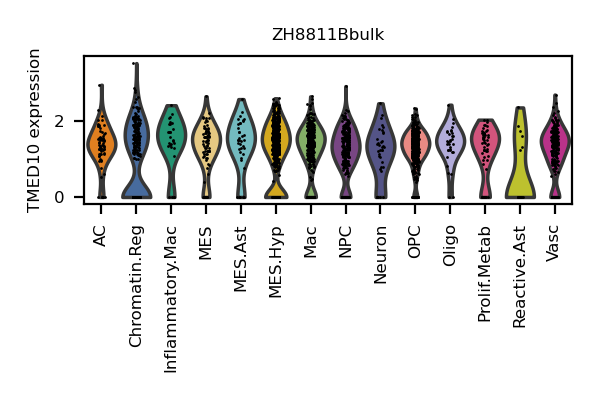 ZH8811Bbulk
TMED10 expression
2
0
AC
Chromatin.Reg
Inflammatory.Mac
MES
MES.Ast
MES.Hyp
Mac
NPC
Neuron
OPC
Oligo
Prolif.Metab
Reactive.Ast
Vasc